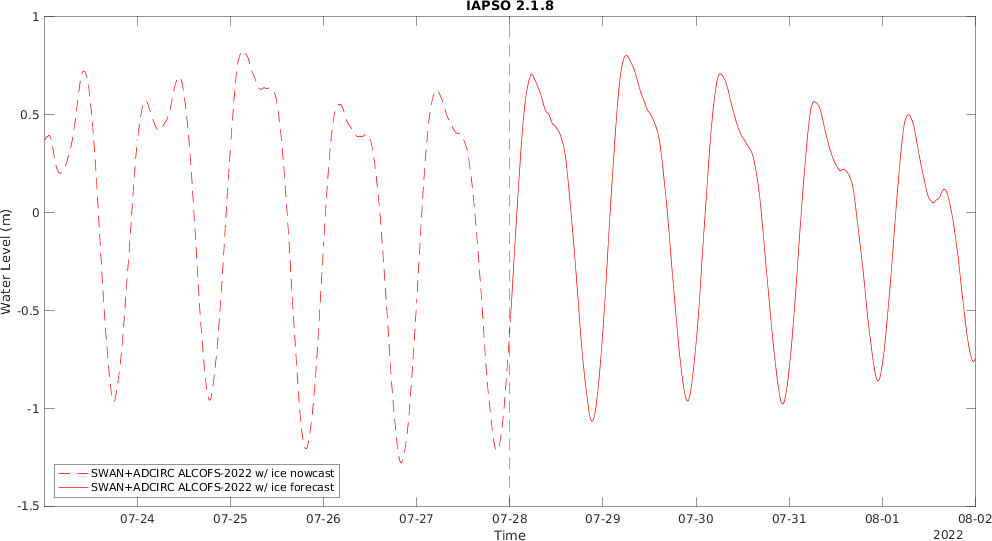 IAPSO 2.1.8
1
0.5
0
-0.5
-1
-1.5
Water Level (m)
SWAN+ADCIRC ALCOFS-2022 w/ ice nowcast
SWAN+ADCIRC ALCOFS-2022 w/ ice forecast
07-24 07-25 07-26 07-27 07-28 07-29 07-30 07-31 08-01 08-02
Time
2022